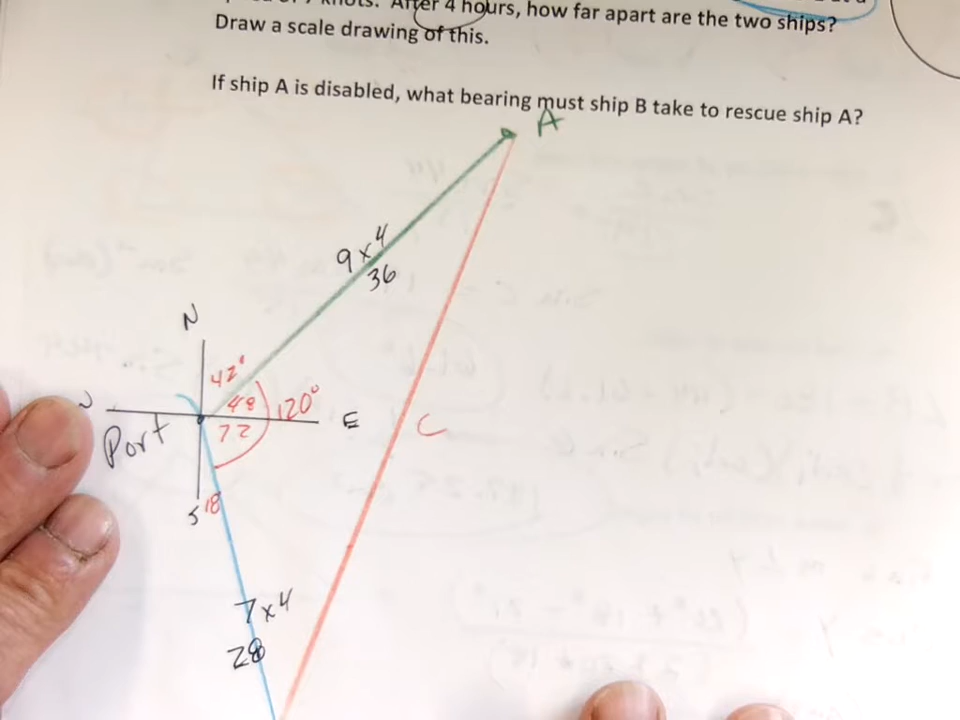 knots. After 4 hours, how far apart are the two ships?
Draw a scale drawing of this.
If ship A is disabled, what bearing must ship B take to rescue ship A?
A
9x4
36
N
42°
48
120°
E
C
Port
72
S
18
7x4
28